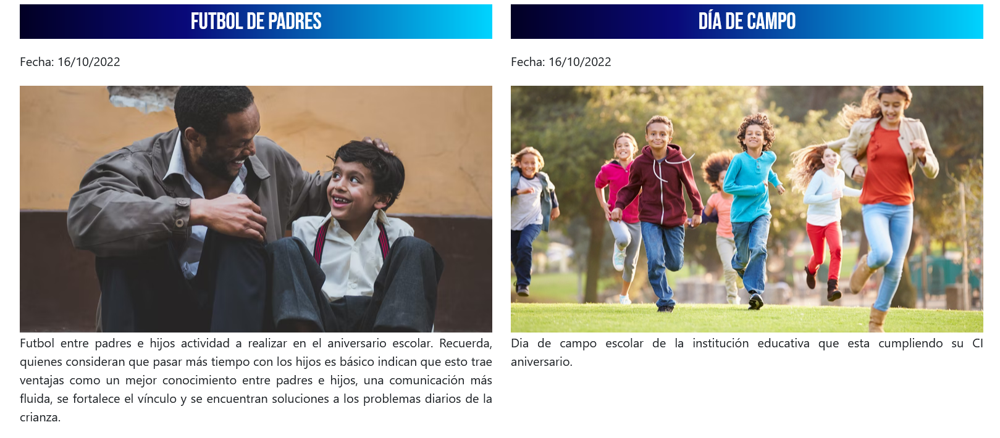 FUTBOL DE PADRES
Fecha: 16/10/2022
Futbol entre padres e hijos actividad a realizar en el aniversario escolar. Recuerda,
quienes consideran que pasar más tiempo con los hijos es básico indican que esto trae
ventajas como un mejor conocimiento entre padres e hijos, una comunicación más
fluida, se fortalece el vínculo y se encuentran soluciones a los problemas diarios de la
crianza.
DÍA DE CAMPO
Fecha: 16/10/2022
Dia de campo escolar de la institución educativa que esta cumpliendo su CI
aniversario.